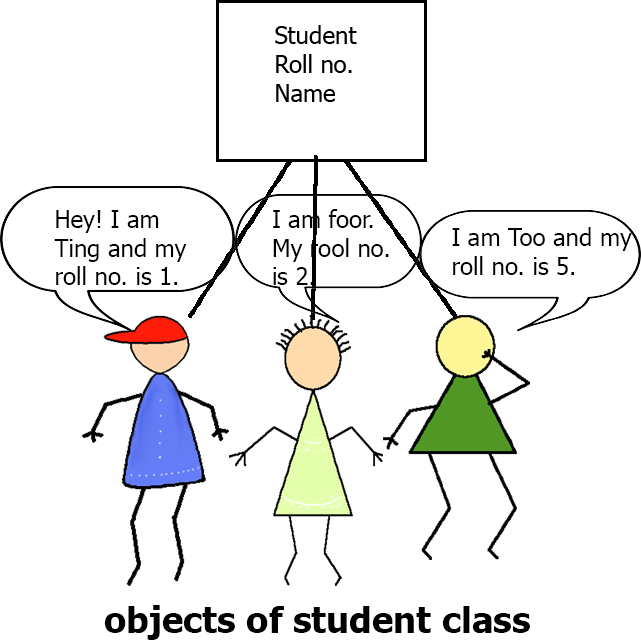 Student
Roll no.
Name
Hey! I am
Ting and my
roll no. is 1.
I am foor.
My rool no.
is 2.
I am Too and my
roll no. is 5.
objects of student class